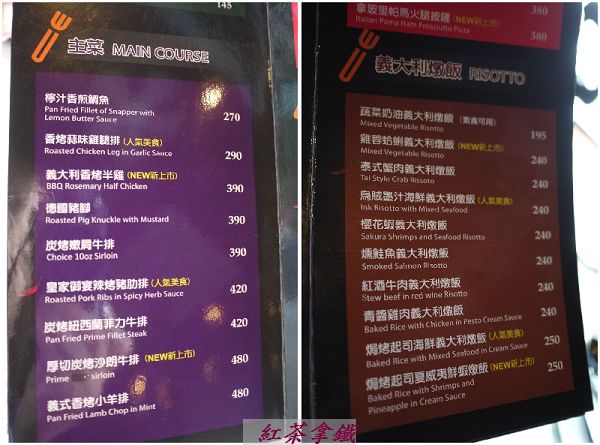 145
主菜 MAIN COURSE
檸汁香煎鯛魚
Pan Fried Fillet of Snapper with
Lemon Butter Sauce
270
香烤蒜味雞腿排(人氣美食)
Roasted Chicken Leg in Garlic Sauce
290
義大利香烤半雞(NEW新上市)
BBQ Rosemary Half Chicken
390
德國豬腳
Roasted Pig Knuckle with Mustard
390
炭烤嫩肩牛排
Choice 10oz Sirloin
390
皇家御宴辣烤豬肋排(人氣美食)
Roasted Pork Ribs in Spicy Herb Sauce
420
炭烤紐西蘭菲力牛排
Pan Fried Prime Fillet Steak
420
厚切炭烤沙朗牛排(NEW新上市)
Prime sirloin
480
義式香烤小羊排
Pan Fried Lamb Chop in Mint
480
380
拿玻里帕馬火腿披薩(NEW新上市)
Italian Pama Ham Prosciutto Pizza
380
義大利燉飯 RISOTTO
蔬菜奶油義大利燉飯(素食可用)
Mixed Vegetable Risotto
195
雞蓉蛤蜊義大利燉飯(NEW新上市)
Mixed Vegetable Risotto
240
泰式蟹肉義大利燉飯
Tai Style Crab Rissoto
240
烏賊墨汁海鮮義大利燉飯(人氣美食)
Ink Risotto with Mixed Seafood
240
櫻花蝦義大利燉飯
Sakura Shrimps and Seafood Risotto
240
燻鮭魚義大利燉飯
Smoked Salmon Risotto
240
紅酒牛肉義大利燉飯
Stew beef in red wine Risotto
240
青醬雞肉義大利燉飯
Baked Rice with Chicken in Pesto Cream Sauce
240
焗烤起司海鮮義大利燉飯(人氣美食)
Baked Rice with Mixed Seafood in Cream Sauce
250
焗烤起司夏威夷鮮蝦燉飯(NEW新上市)
Baked Rice with Shrimps and
Pineapple in Cream Sauce
250
紅茶拿鐵